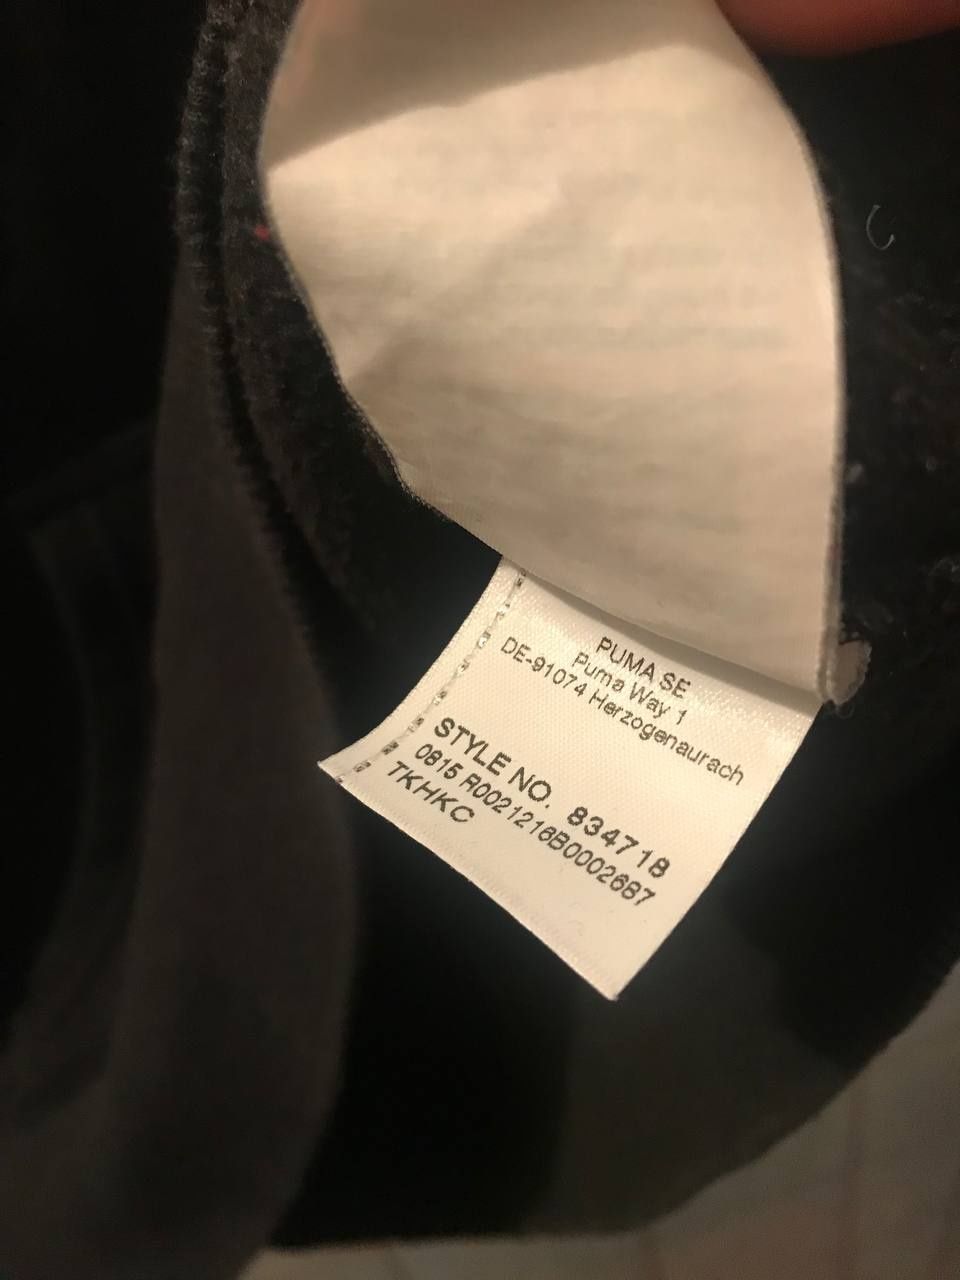 PUMA SE
Puma Way 1
DE-91074 Herzogenaurach
STYLE NO. 834718
0815 R0021216B0002687
TKHKC